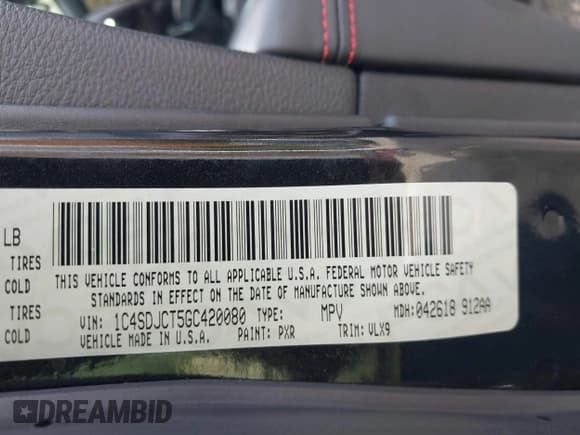 LB
TIRES
COLD
THIS VEHICLE CONFORMS TO ALL APPLICABLE U.S.A. FEDERAL MOTOR VEHICLE SAFETY
STANDARDS IN EFFECT ON THE DATE OF MANUFACTURE SHOWN ABOVE.
TIRES
COLD
VIN: 1C4SDJCT5GC420080 TYPE: MPV MDH: 042618 912AA
VEHICLE MADE IN U.S.A. PAINT: PXR TRIM: VLX9
DREAMBID